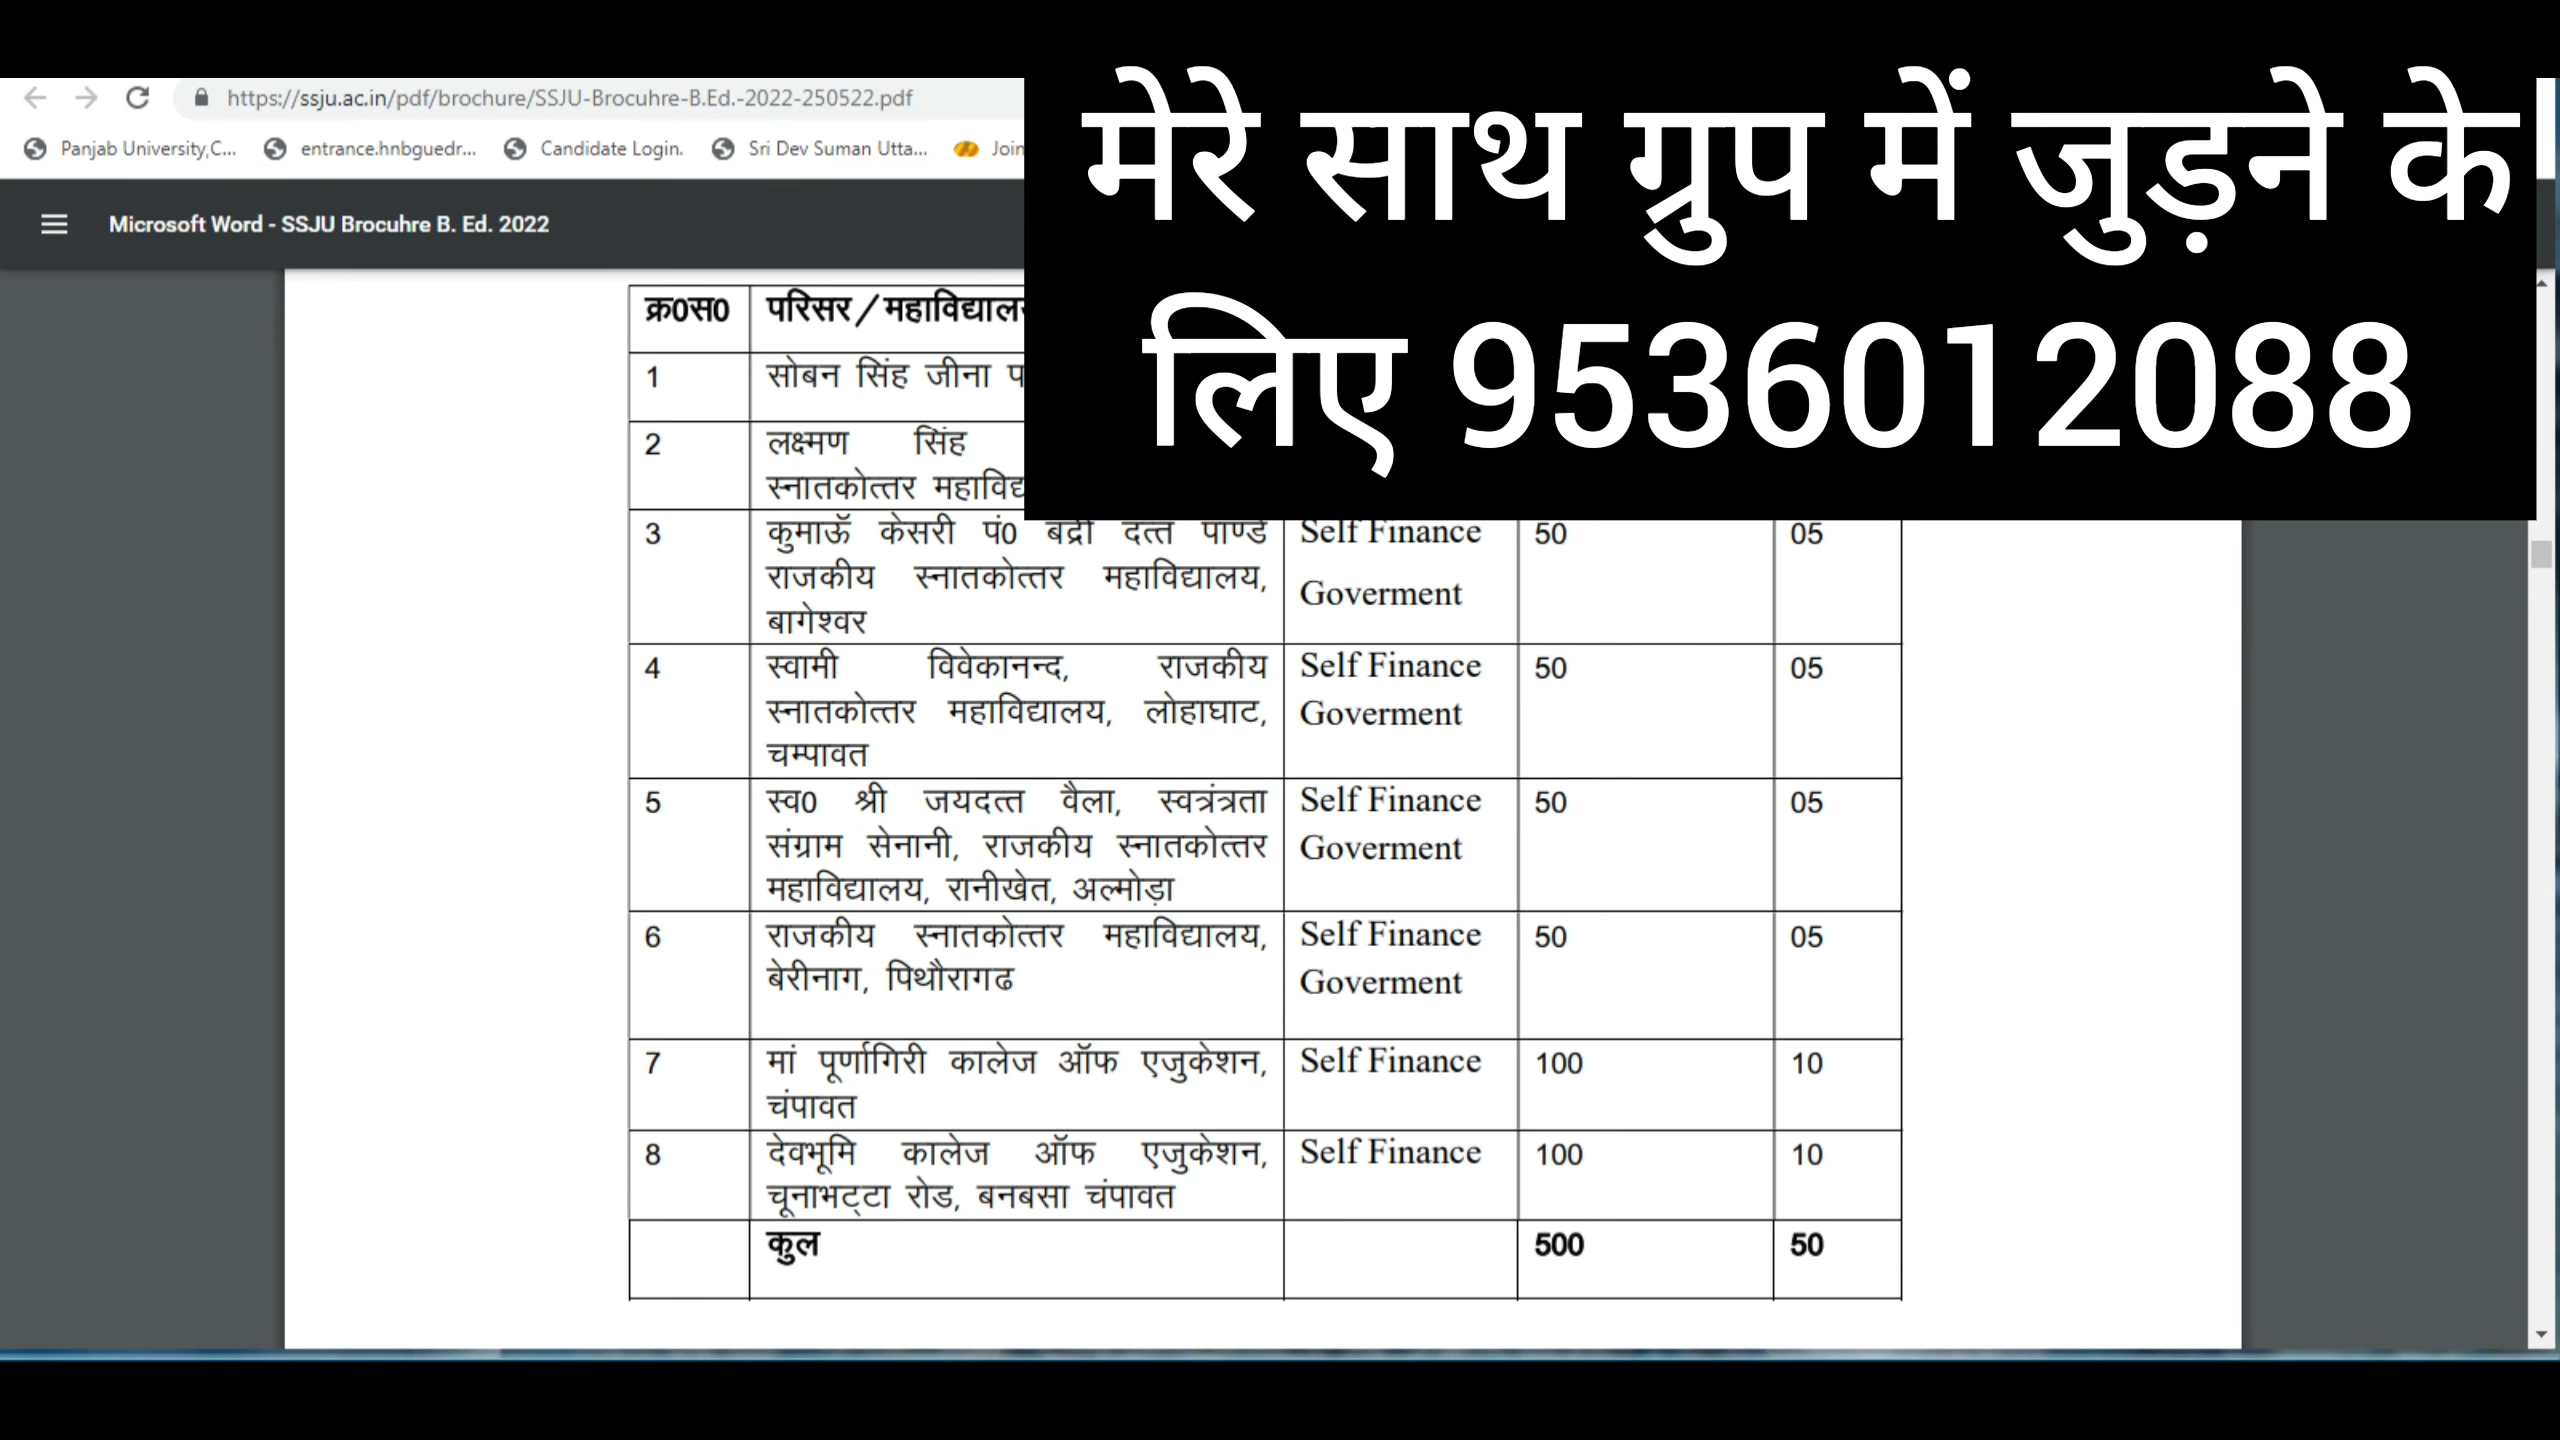 https://ssju.ac.in/pdf/brochure/SSJU-Brocuhre-B.Ed.-2022-250522.pdf
Panjab University,C... entrance.hnbguedr... Candidate Login. Sri Dev Suman Utta... Join
Microsoft Word - SSJU Brocuhre B. Ed. 2022
मेरे साथ ग्रुप में जुड़ने के
लिए 9536012088
क्र0स0 परिसर/महाविद्यालय
1 सोबन सिंह जीना प
2 लक्ष्मण सिंह
स्नातकोत्तर महाविद्य
3 कुमाऊँ केसरी पं0 बद्री दत्त पाण्डे Self Finance 50 05
राजकीय स्नातकोत्तर महाविद्यालय, Goverment
बागेश्वर
4 स्वामी विवेकानन्द, राजकीय Self Finance 50 05
स्नातकोत्तर महाविद्यालय, लोहाघाट, Goverment
चम्पावत
5 स्व0 श्री जयदत्त वैला, स्वत्रंत्रता Self Finance 50 05
संग्राम सेनानी, राजकीय स्नातकोत्तर Goverment
महाविद्यालय, रानीखेत, अल्मोड़ा
6 राजकीय स्नातकोत्तर महाविद्यालय, Self Finance 50 05
बेरीनाग, पिथौरागढ Goverment
7 मां पूर्णागिरी कालेज ऑफ एजुकेशन, Self Finance 100 10
चंपावत
8 देवभूमि कालेज ऑफ एजुकेशन, Self Finance 100 10
चूनाभट्टा रोड, बनबसा चंपावत
कुल 500 50